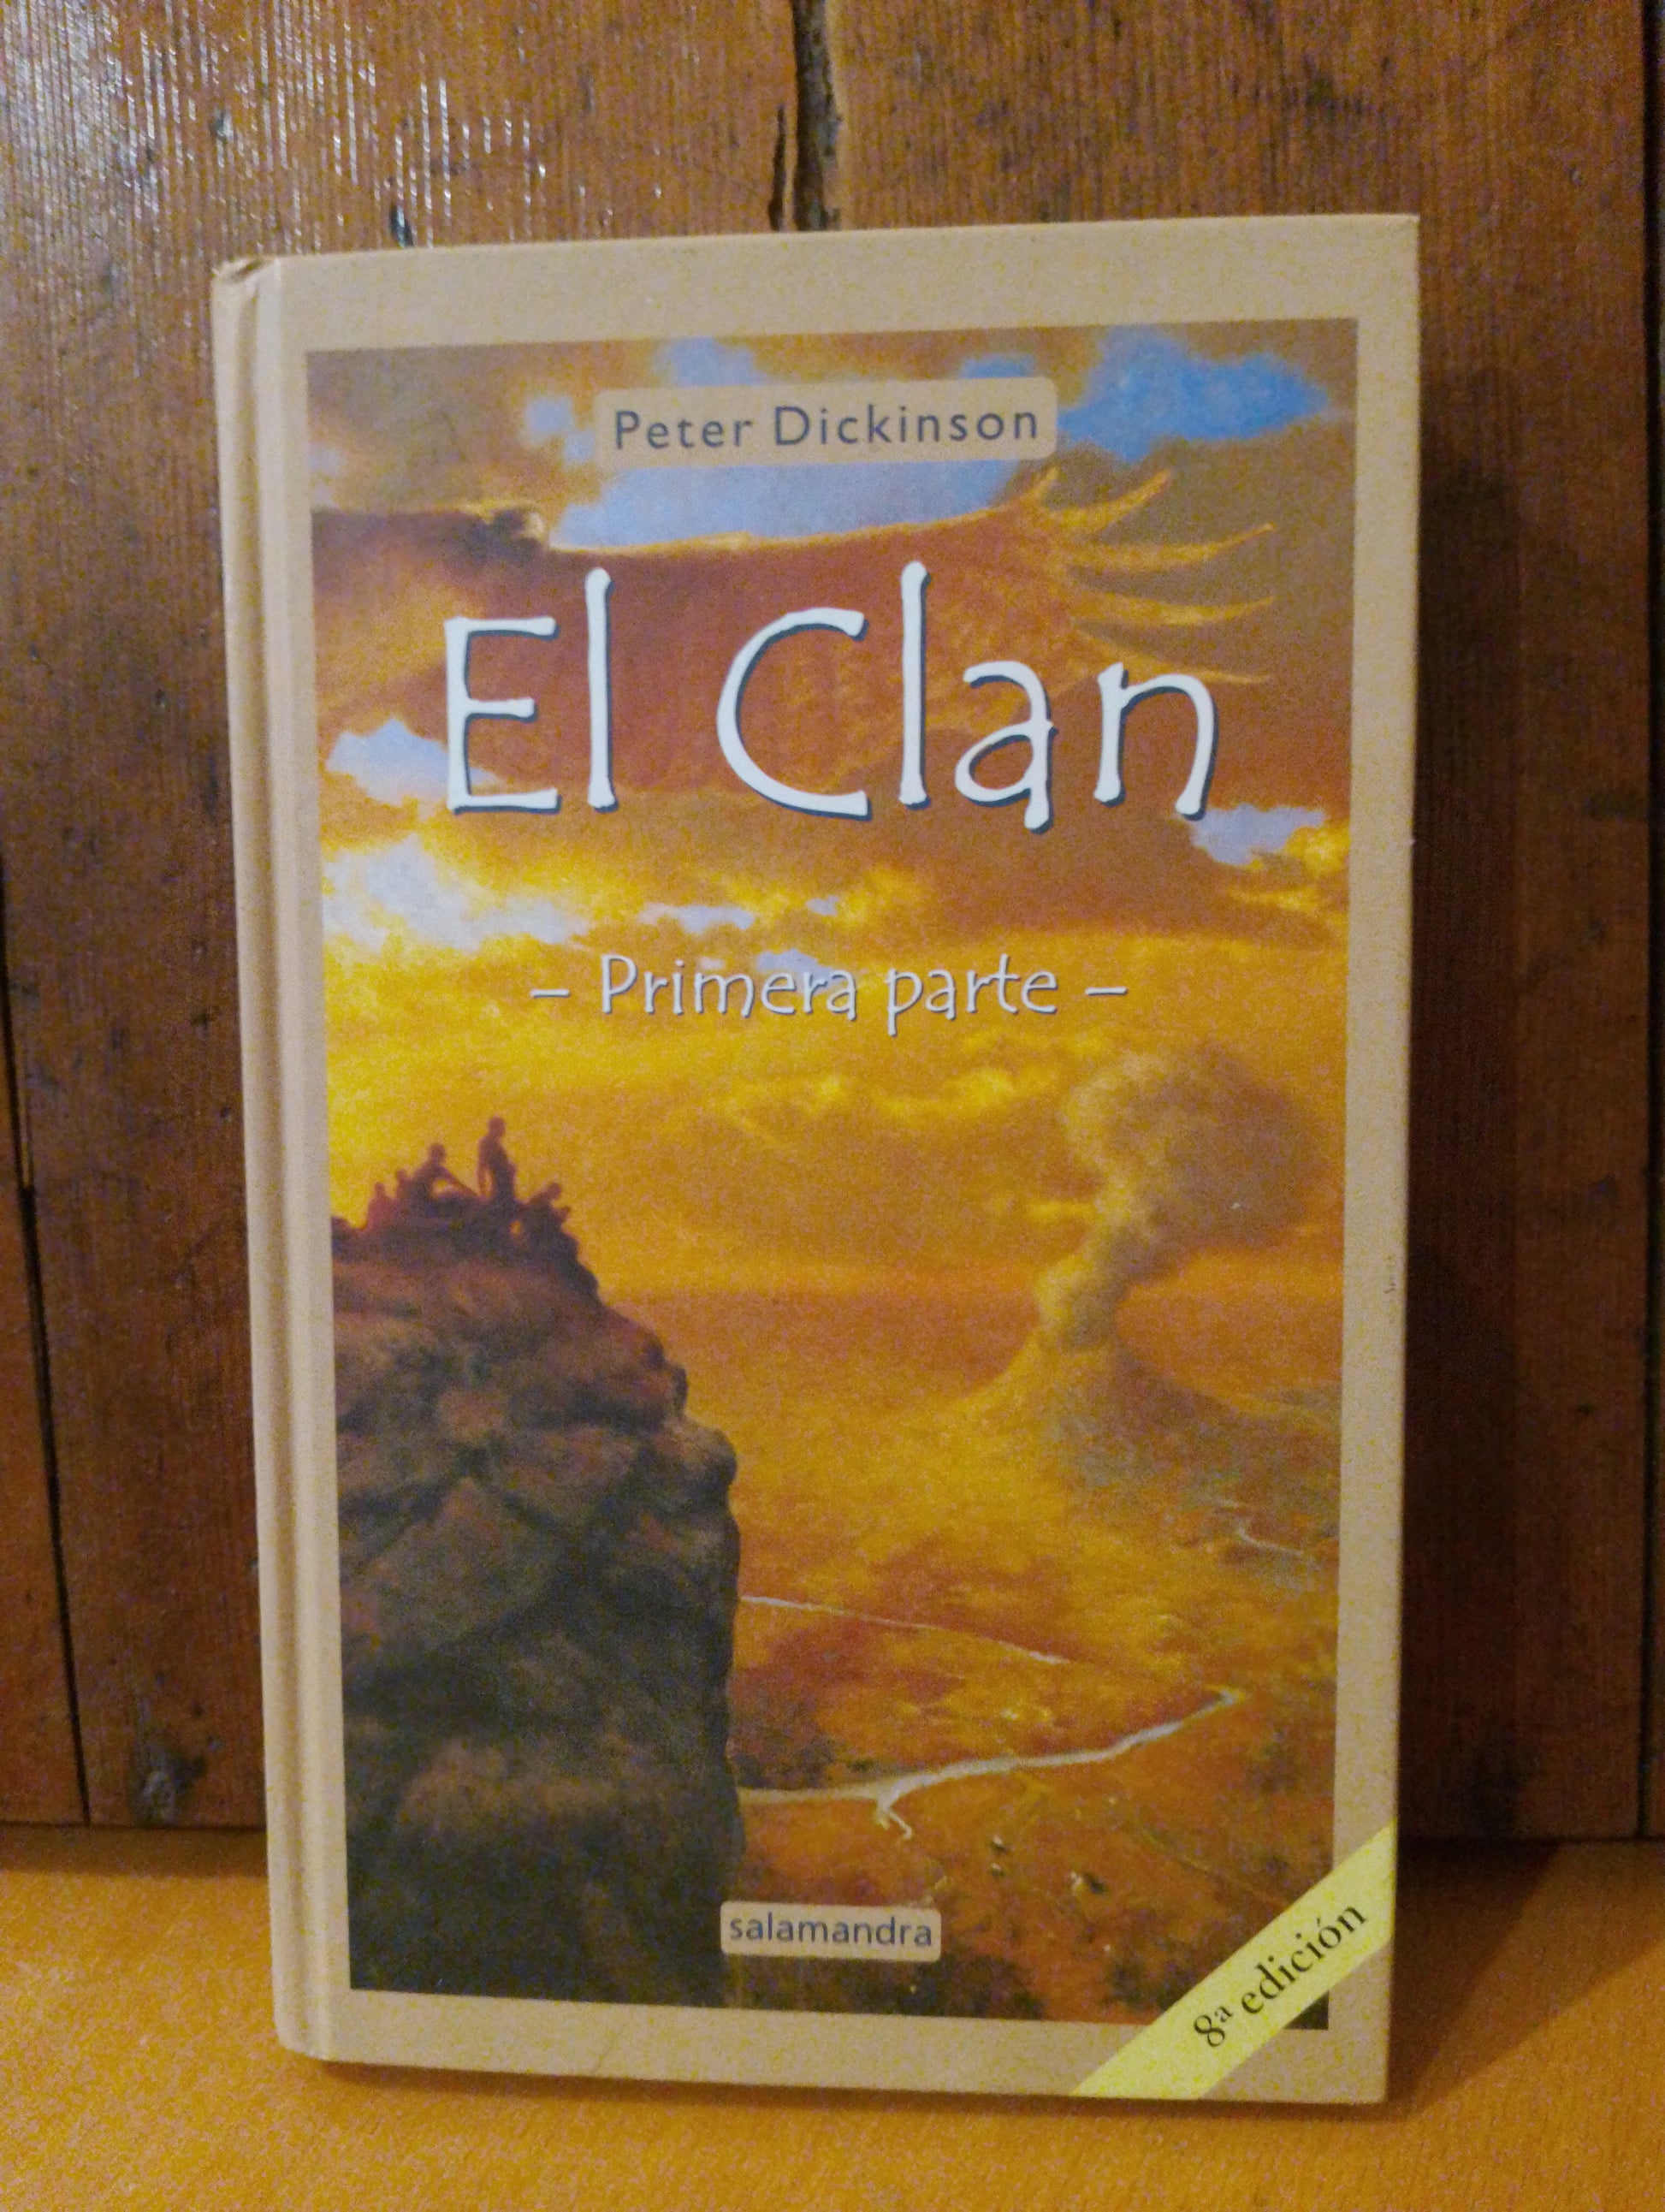 Peter Dickinson
El Clan
– Primera parte –
salamandra
8ª edición